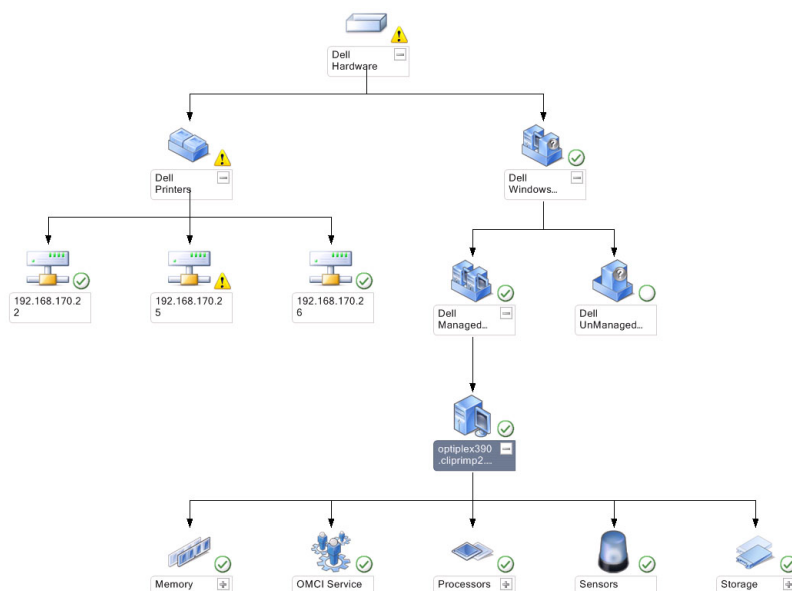 Dell
Hardware
Dell
Printers
Dell
Windows...
192.168.170.2
2
192.168.170.2
5
192.168.170.2
6
Dell
Managed...
Dell
UnManaged...
optiplex390
.cliprimp2....
Memory
OMCI Service
Processors
Sensors
Storage